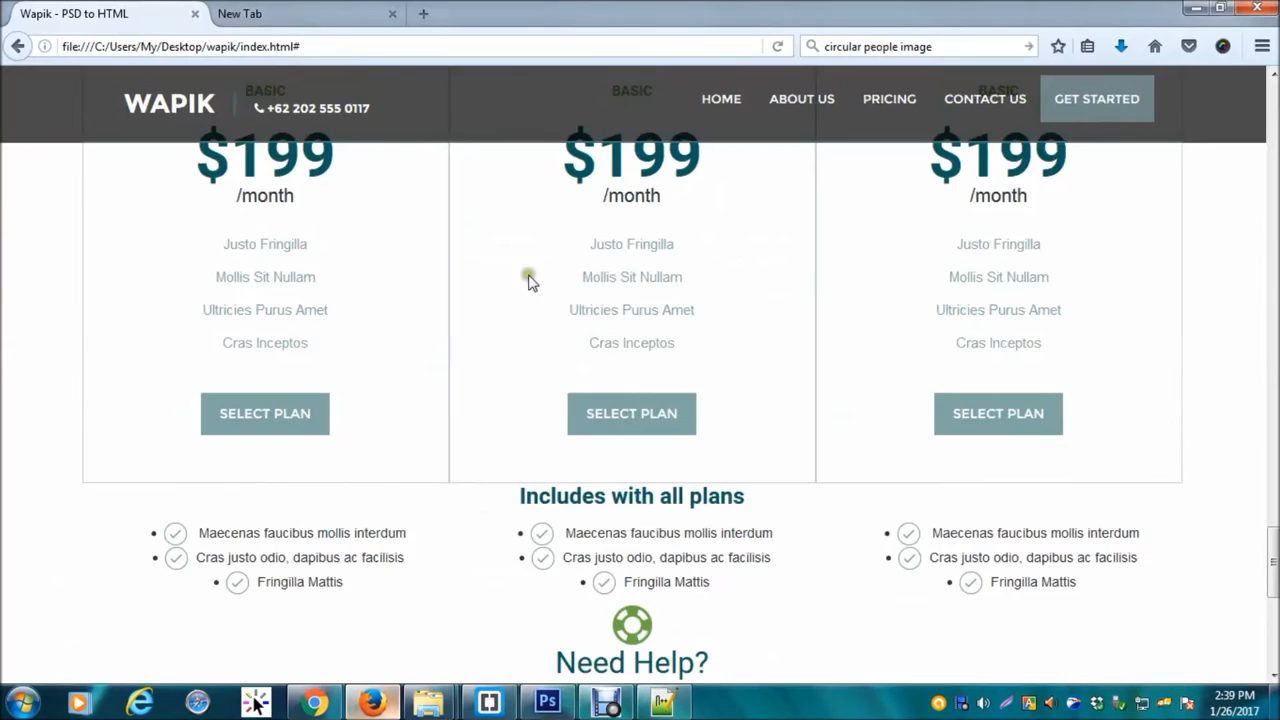 Wapik - PSD to HTML
New Tab
file:///C:/Users/My/Desktop/wapik/index.html#
circular people image
WAPIK
+62 202 555 0117
HOME
ABOUT US
PRICING
CONTACT US
GET STARTED
BASIC
BASIC
BASIC
$199
$199
$199
/month
/month
/month
Justo Fringilla
Justo Fringilla
Justo Fringilla
Mollis Sit Nullam
Mollis Sit Nullam
Mollis Sit Nullam
Ultricies Purus Amet
Ultricies Purus Amet
Ultricies Purus Amet
Cras Inceptos
Cras Inceptos
Cras Inceptos
SELECT PLAN
SELECT PLAN
SELECT PLAN
Includes with all plans
Maecenas faucibus mollis interdum
Maecenas faucibus mollis interdum
Maecenas faucibus mollis interdum
Cras justo odio, dapibus ac facilisis
Cras justo odio, dapibus ac facilisis
Cras justo odio, dapibus ac facilisis
Fringilla Mattis
Fringilla Mattis
Fringilla Mattis
Need Help?
Ps
2:39 PM
1/26/2017